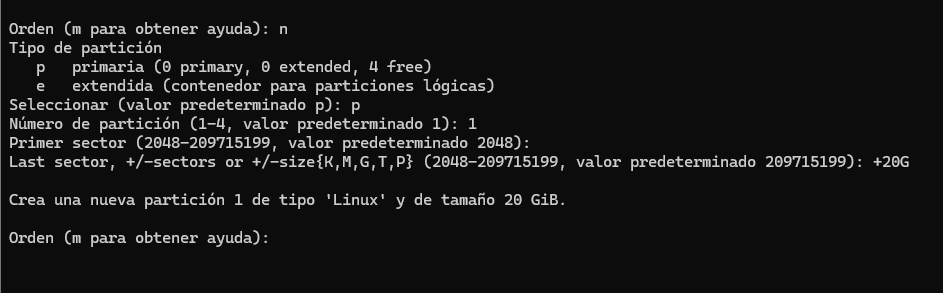 Orden (m para obtener ayuda): n
Tipo de partición
   p   primaria (0 primary, 0 extended, 4 free)
   e   extendida (contenedor para particiones lógicas)
Seleccionar (valor predeterminado p): p
Número de partición (1-4, valor predeterminado 1): 1
Primer sector (2048-209715199, valor predeterminado 2048):
Last sector, +/-sectors or +/-size{K,M,G,T,P} (2048-209715199, valor predeterminado 209715199): +20G
Crea una nueva partición 1 de tipo 'Linux' y de tamaño 20 GiB.
Orden (m para obtener ayuda):